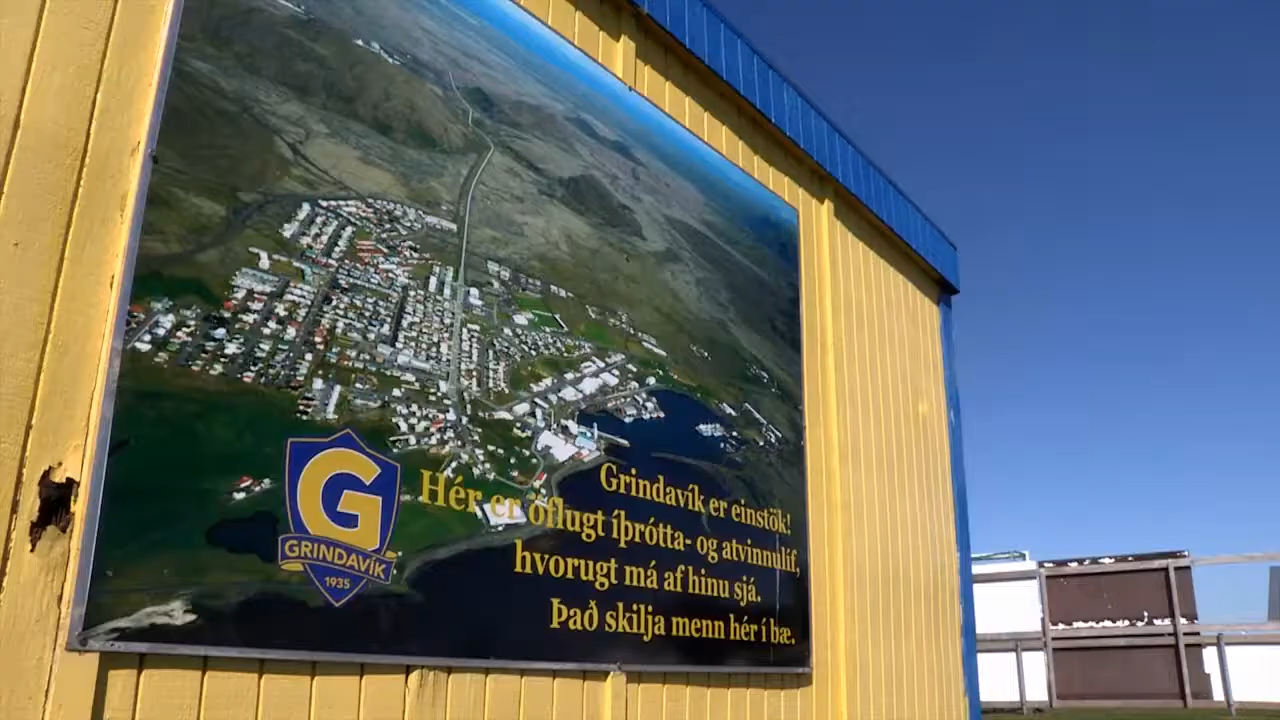 G
GRINDAVÍK
1935
Grindavík er einstök!
Hér er öflugt íþrótta- og atvinnulíf,
hvorugt má af hinu sjá.
Það skilja menn hér í bæ.